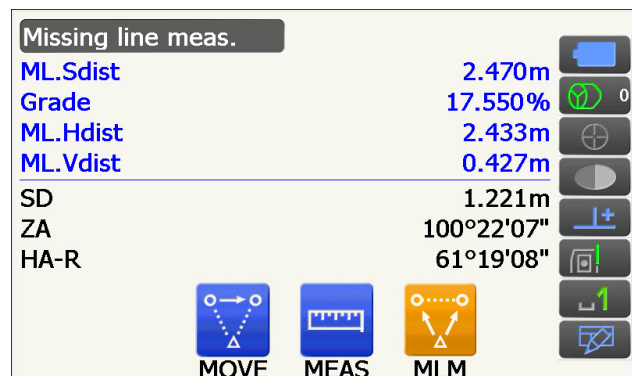 Missing line meas.
ML.Sdist 2.470m
Grade 17.550%
ML.Hdist 2.433m
ML.Vdist 0.427m
SD 1.221m
ZA 100°22'07"
HA-R 61°19'08"
0
1
MOVE MEAS MLM